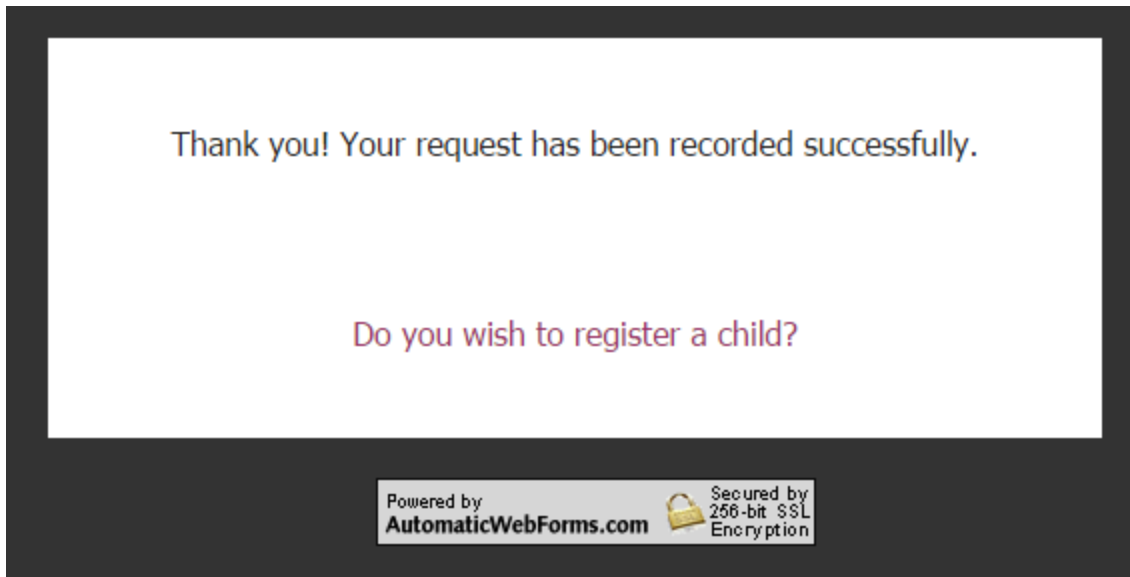 Thank you! Your request has been recorded successfully.
Do you wish to register a child?
Powered by
AutomaticWebForms.com
Secured by
256-bit SSL
Encryption